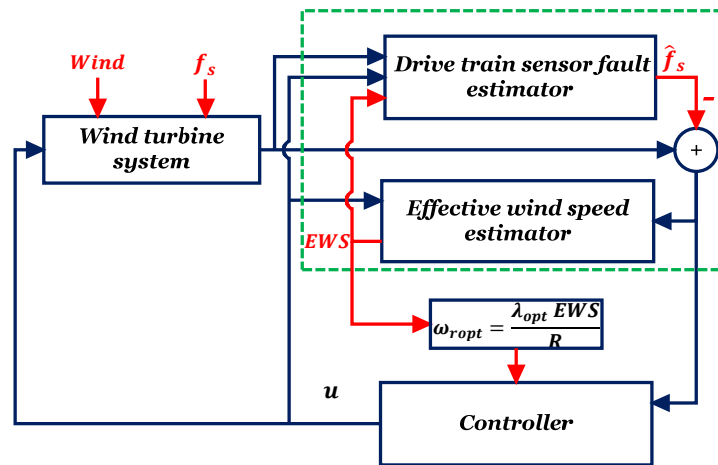 Wind
f_s
Drive train sensor fault
estimator
f̂_s
−
Wind turbine
system
+
Effective wind speed
estimator
EWS
ω_ropt = λ_opt EWS / R
u
Controller